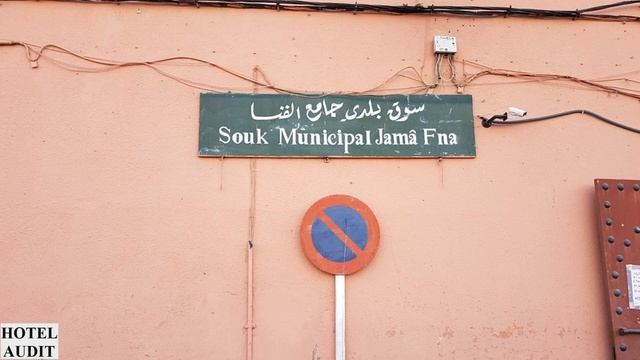 سوق بلدي جامع الفنا
Souk Municipal Jamâ Fna
HOTEL
AUDIT